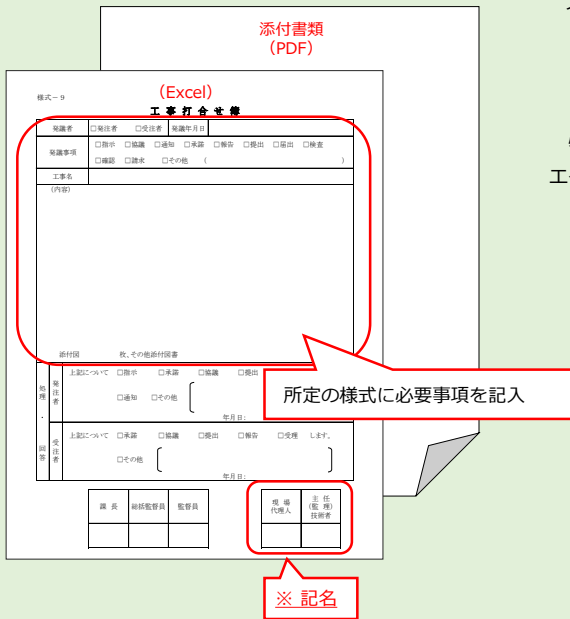 添付書類
(PDF)
様式－9
(Excel)
工事打合せ簿
発議者 □発注者 □受注者 発議年月日
発議事項 □指示 □協議 □通知 □承諾 □報告 □提出 □届出 □検査
□確認 □請求 □その他 ( )
工事名
(内容)
添付図 枚、その他添付図書
処理・回答
発注者
上記について □指示 □承諾 □協議 □提出
□通知 □その他
年月日:
受注者
上記について □承諾 □協議 □提出 □報告 □受理 します。
□その他
年月日:
所定の様式に必要事項を記入
課 長 総括監督員 監督員
現 場
代理人
主 任
(監 理)
技術者
※ 記名